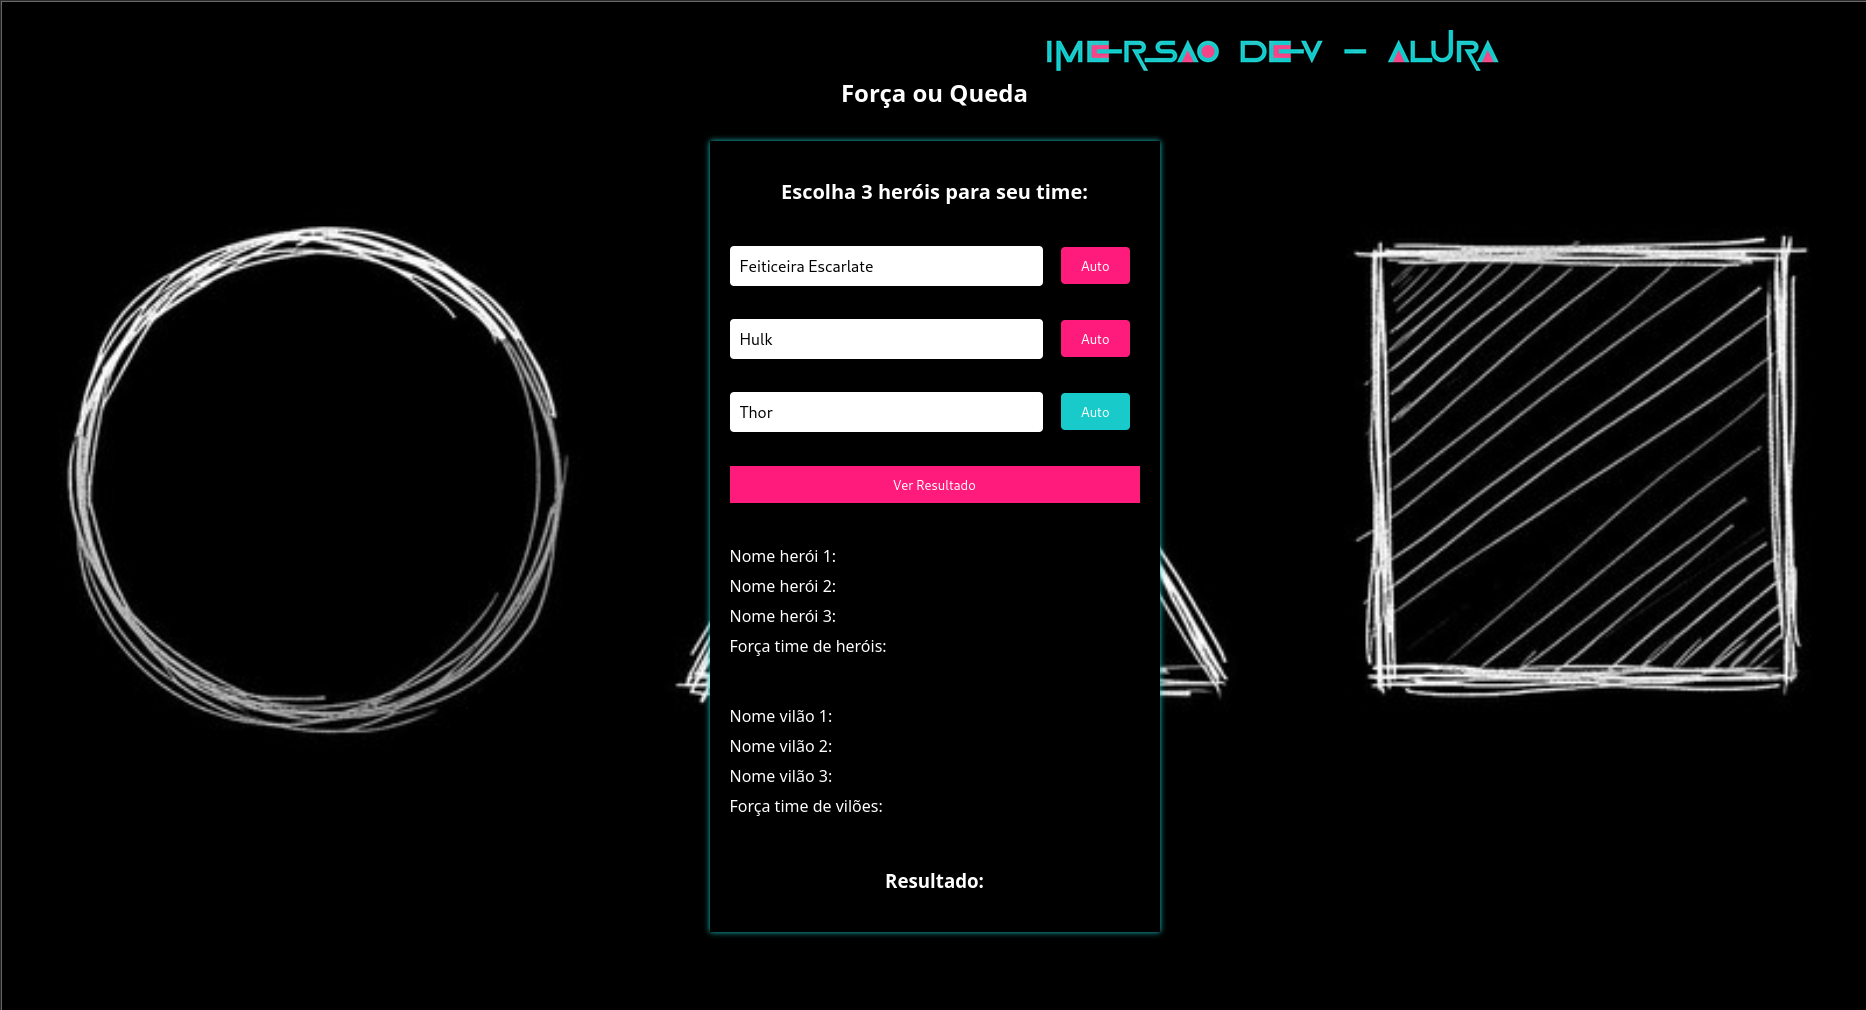 IMERSAO DEV - ALURA
Força ou Queda
Escolha 3 heróis para seu time:
Feiticeira Escarlate Auto
Hulk Auto
Thor Auto
Ver Resultado
Nome herói 1:
Nome herói 2:
Nome herói 3:
Força time de heróis:
Nome vilão 1:
Nome vilão 2:
Nome vilão 3:
Força time de vilões:
Resultado: